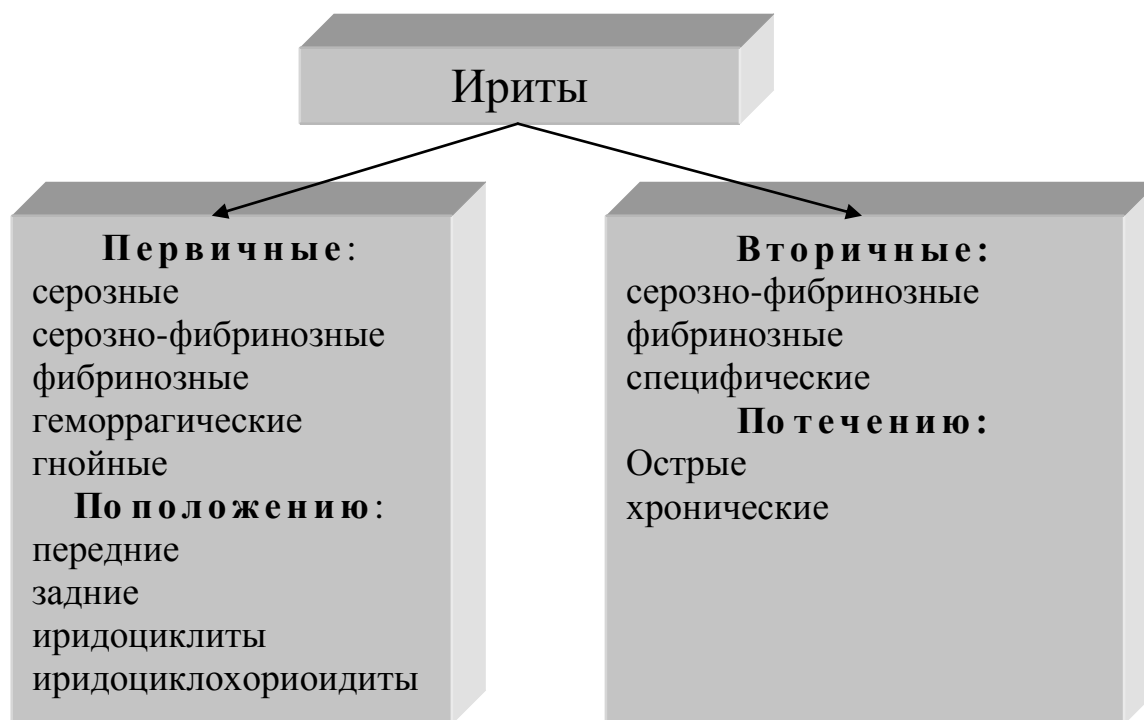 Ириты
Первичные:
серозные
серозно-фибринозные
фибринозные
геморрагические
гнойные
По положению:
передние
задние
иридоциклиты
иридоциклохориоидиты
Вторичные:
серозно-фибринозные
фибринозные
специфические
По течению:
Острые
хронические